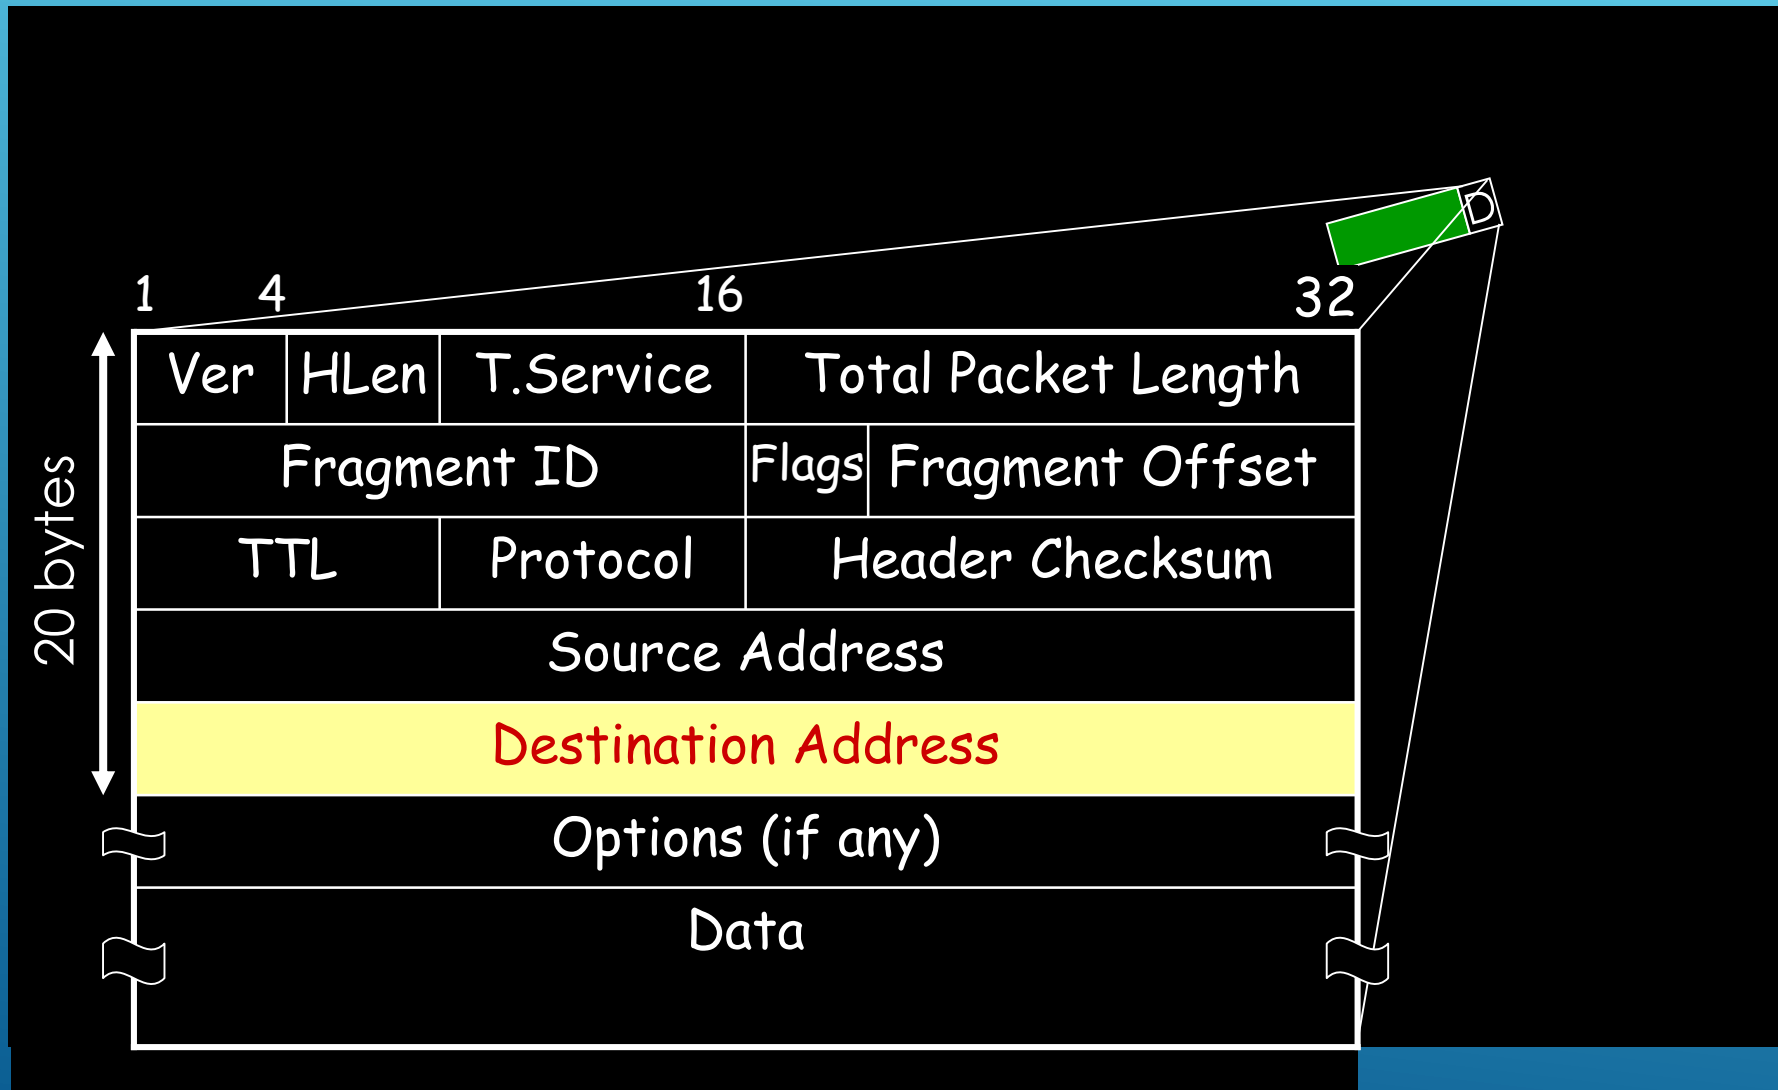 D
1 4 16 32
Ver HLen T.Service Total Packet Length
Fragment ID Flags Fragment Offset
TTL Protocol Header Checksum
20 bytes
Source Address
Destination Address
Options (if any)
Data